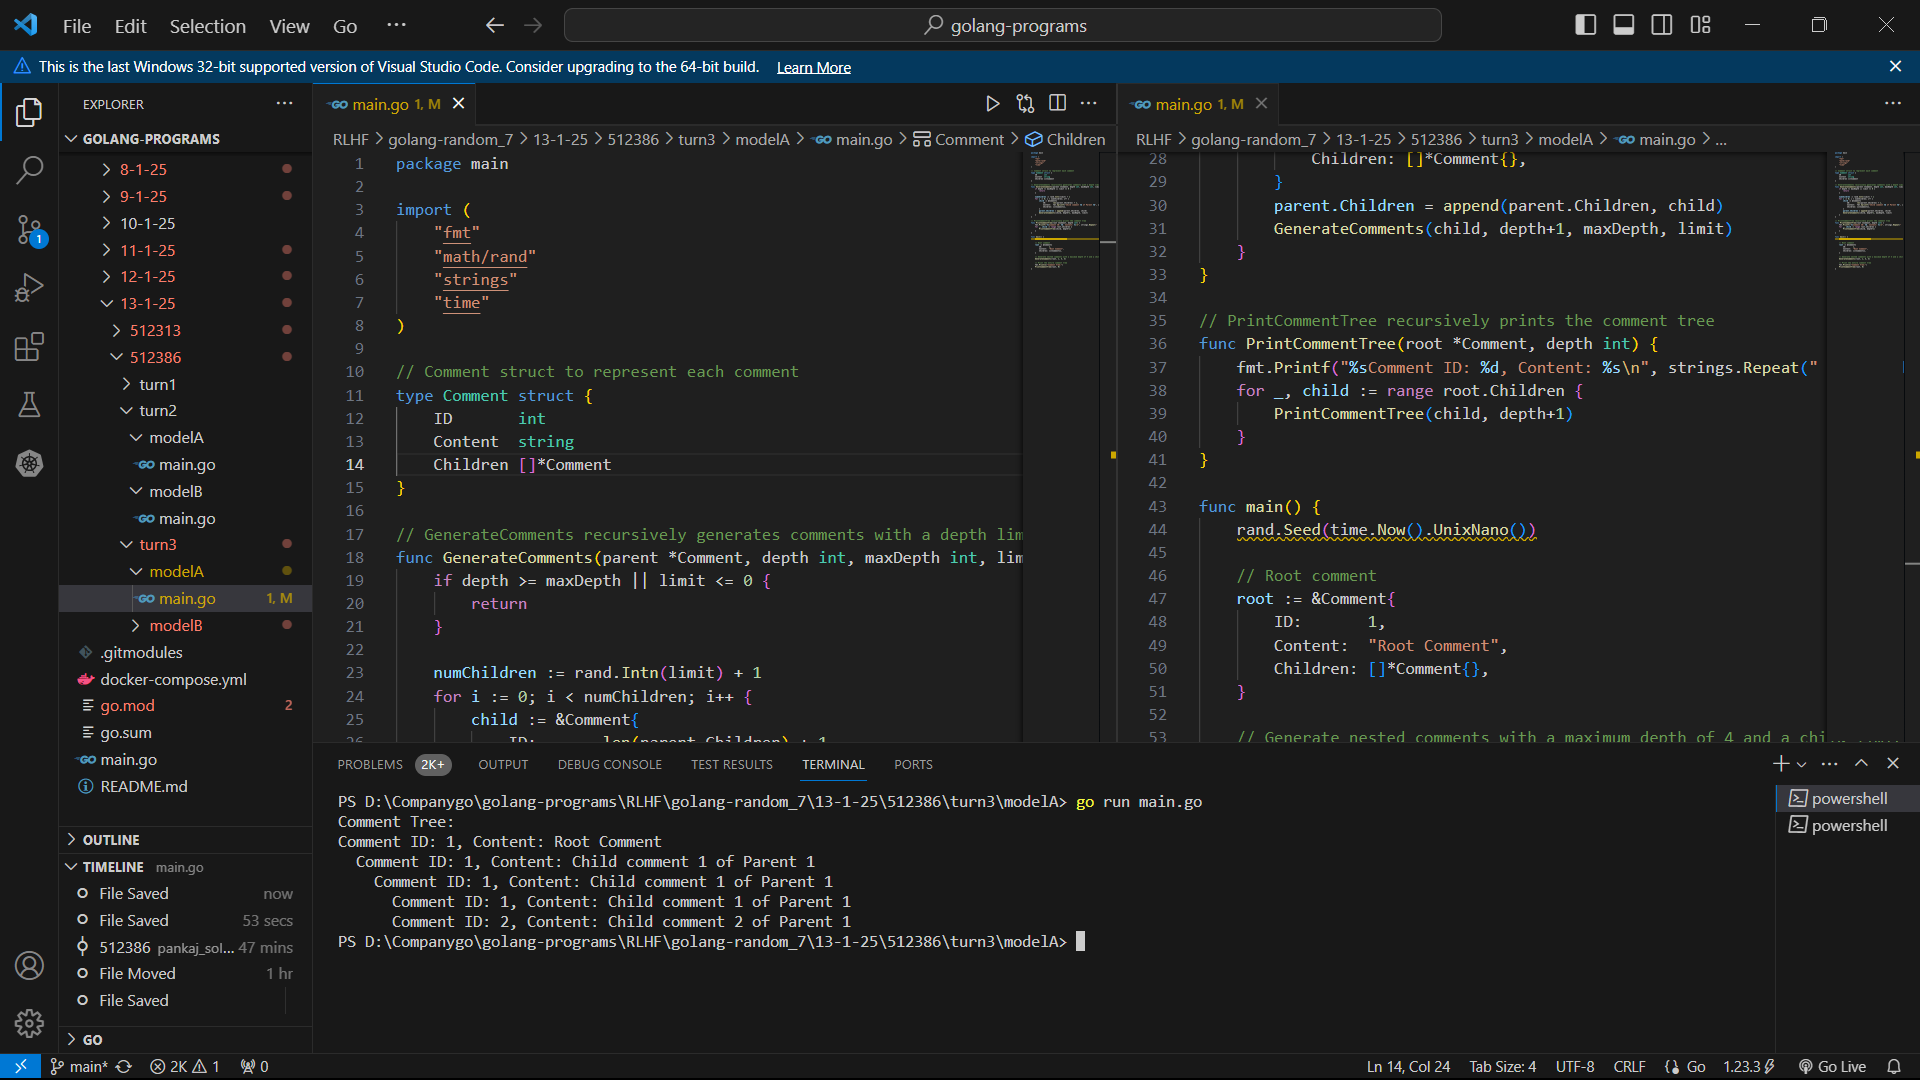 File Edit Selection View Go ··· golang-programs
This is the last Windows 32-bit supported version of Visual Studio Code. Consider upgrading to the 64-bit build. Learn More
EXPLORER ···
GOLANG-PROGRAMS
8-1-25
9-1-25
10-1-25
11-1-25
12-1-25
13-1-25
512313
512386
turn1
turn2
modelA
main.go
modelB
main.go
turn3
modelA
main.go 1, M
modelB
.gitmodules
docker-compose.yml
go.mod 2
go.sum
main.go
README.md
OUTLINE
TIMELINE main.go
File Saved now
File Saved 53 secs
512386 pankaj_sol... 47 mins
File Moved 1 hr
File Saved
GO
main.go 1, M
RLHF > golang-random_7 > 13-1-25 > 512386 > turn3 > modelA > main.go > Comment > Children
1 package main
2
3 import (
4 "fmt"
5 "math/rand"
6 "strings"
7 "time"
8 )
9
10 // Comment struct to represent each comment
11 type Comment struct {
12 ID int
13 Content string
14 Children []*Comment
15 }
16
17 // GenerateComments recursively generates comments with a depth lim
18 func GenerateComments(parent *Comment, depth int, maxDepth int, lim
19 if depth >= maxDepth || limit <= 0 {
20 return
21 }
22
23 numChildren := rand.Intn(limit) + 1
24 for i := 0; i < numChildren; i++ {
25 child := &Comment{
26 ID: len(parent.Children) + 1
main.go 1, M
RLHF > golang-random_7 > 13-1-25 > 512386 > turn3 > modelA > main.go > ...
28 Children: []*Comment{},
29 }
30 parent.Children = append(parent.Children, child)
31 GenerateComments(child, depth+1, maxDepth, limit)
32 }
33 }
34
35 // PrintCommentTree recursively prints the comment tree
36 func PrintCommentTree(root *Comment, depth int) {
37 fmt.Printf("%sComment ID: %d, Content: %s\n", strings.Repeat("
38 for _, child := range root.Children {
39 PrintCommentTree(child, depth+1)
40 }
41 }
42
43 func main() {
44 rand.Seed(time.Now().UnixNano())
45
46 // Root comment
47 root := &Comment{
48 ID: 1,
49 Content: "Root Comment",
50 Children: []*Comment{},
51 }
52
53 // Generate nested comments with a maximum depth of 4 and a chi
PROBLEMS 2K+ OUTPUT DEBUG CONSOLE TEST RESULTS TERMINAL PORTS
PS D:\Companygo\golang-programs\RLHF\golang-random_7\13-1-25\512386\turn3\modelA> go run main.go
Comment Tree:
Comment ID: 1, Content: Root Comment
Comment ID: 1, Content: Child comment 1 of Parent 1
Comment ID: 1, Content: Child comment 1 of Parent 1
Comment ID: 1, Content: Child comment 1 of Parent 1
Comment ID: 2, Content: Child comment 2 of Parent 1
PS D:\Companygo\golang-programs\RLHF\golang-random_7\13-1-25\512386\turn3\modelA>
powershell
powershell
1
main* 2K 1 0 Ln 14, Col 24 Tab Size: 4 UTF-8 CRLF Go 1.23.3 Go Live